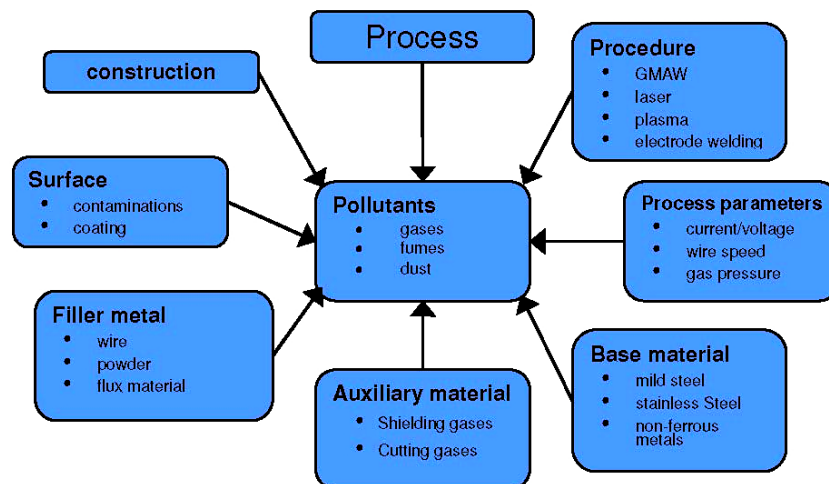 Process
construction
Procedure
GMAW
laser
plasma
electrode welding
Surface
contaminations
coating
Pollutants
gases
fumes
dust
Process parameters
current/voltage
wire speed
gas pressure
Filler metal
wire
powder
flux material
Auxiliary material
Shielding gases
Cutting gases
Base material
mild steel
stainless Steel
non-ferrous
metals